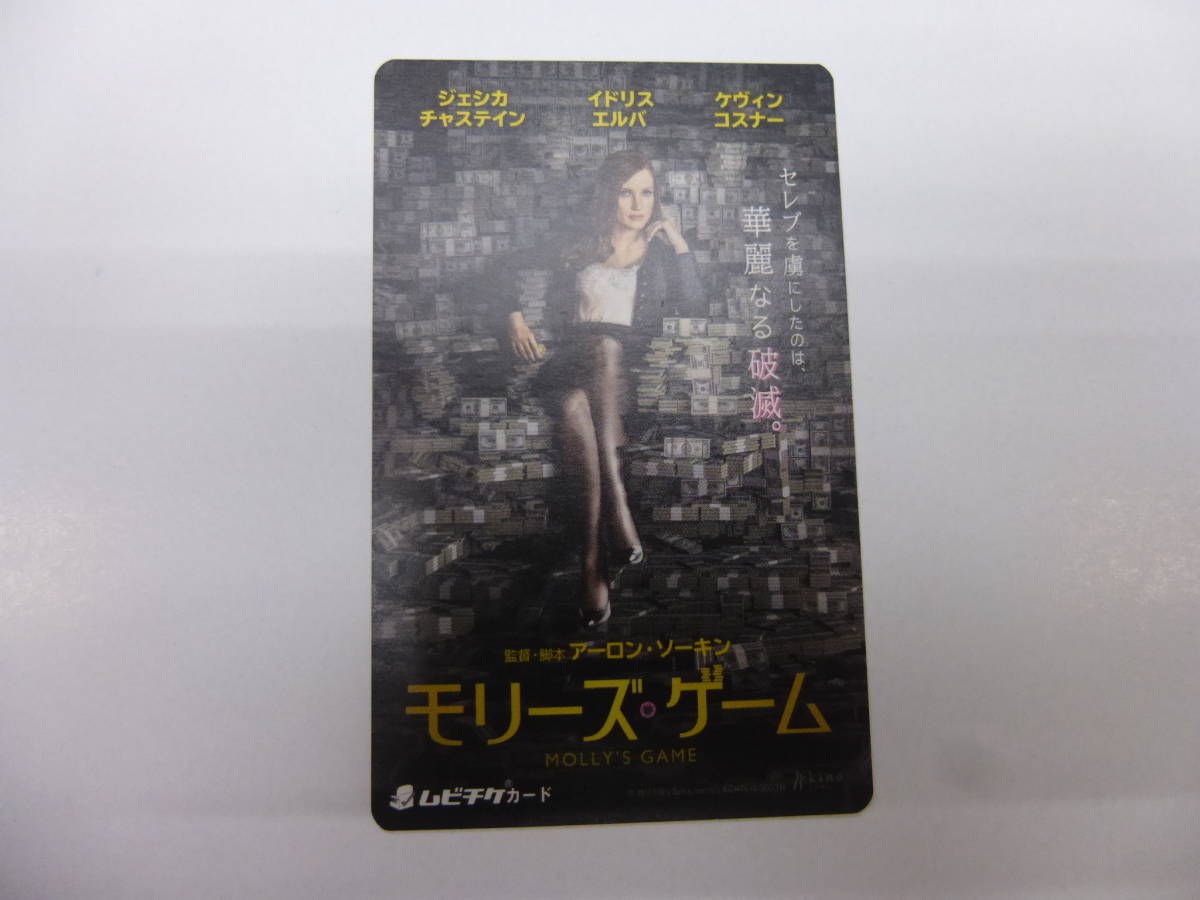 ジェシカ
チャステイン
イドリス
エルバ
ケヴィン
コスナー
セレブを虜にしたのは、
華麗なる破滅。
監督・脚本 アーロン・ソーキン
モリーズ・ゲーム
MOLLY'S GAME
ムビチケ®カード
kino